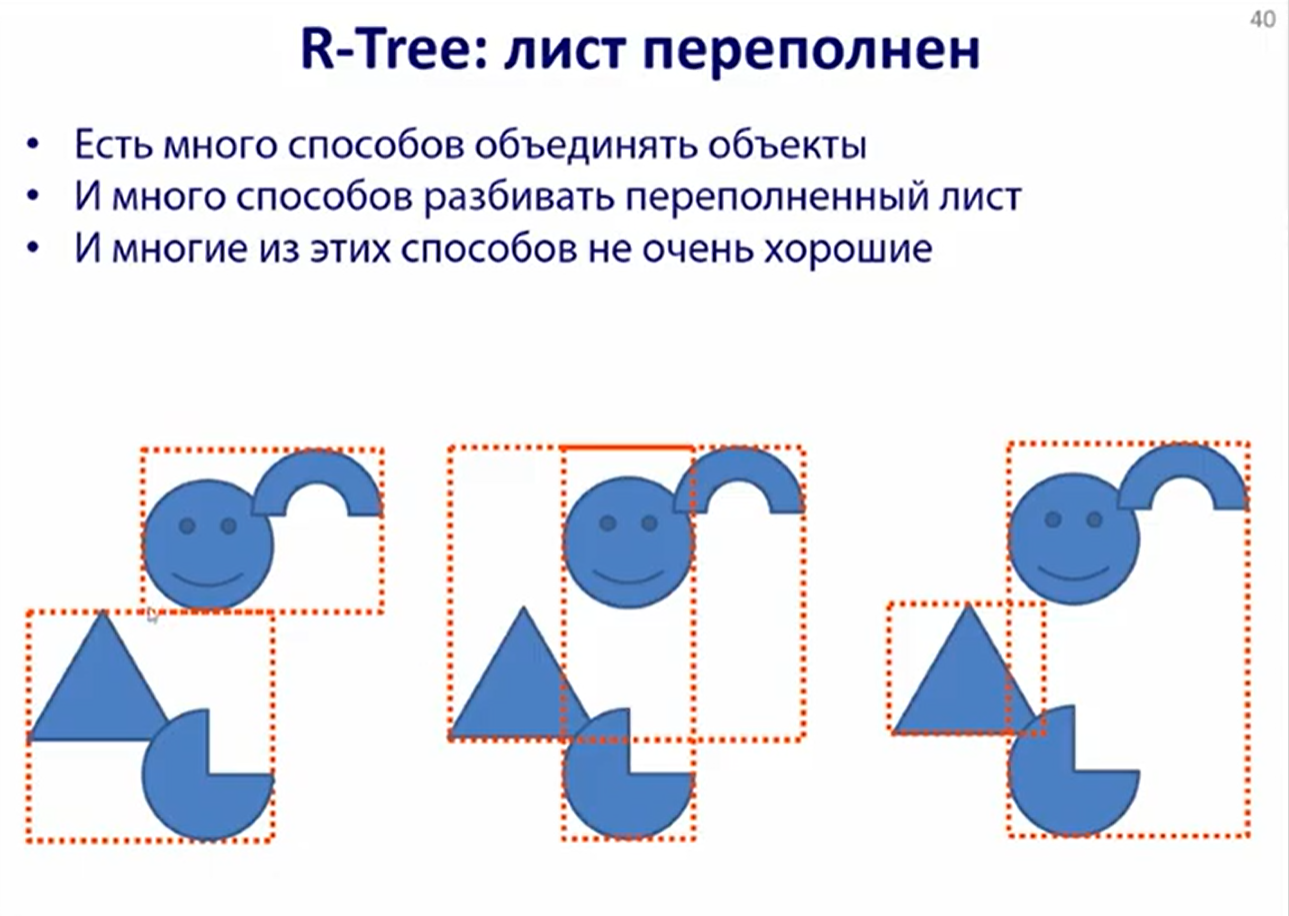 40
R-Tree: лист переполнен
• Есть много способов объединять объекты
• И много способов разбивать переполненный лист
• И многие из этих способов не очень хорошие